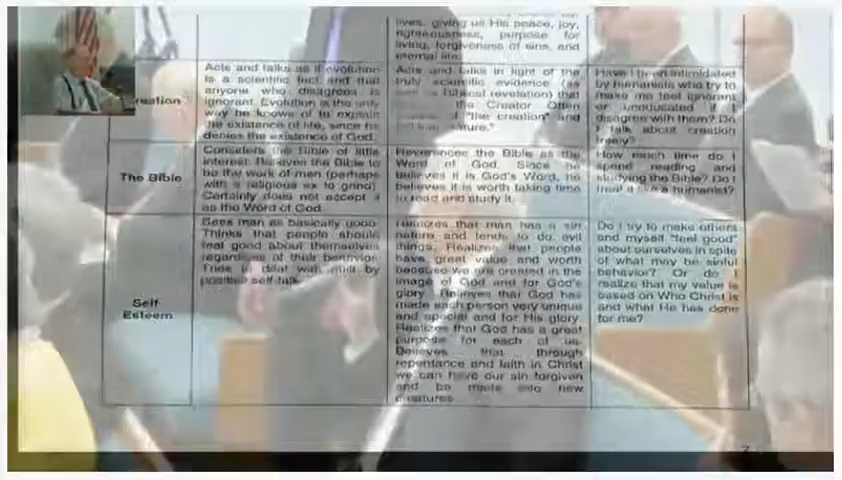 lives, giving us His peace, joy,
righteousness, purpose for
living, forgiveness of sins, and
eternal life.
Acts and talks as if evolution
is a scientific fact and that
anyone who disagrees is
ignorant. Evolution is the only
way he knows of to explain
the existence of life, since he
denies the existence of God.
Acts and talks in light of the
truly scientific evidence (as
Biblical revelation) that
the Creator Often
"the creation" and
Have I been intimidated
by humanists who try to
make me feel ignorant
or uneducated if I
disagree with them? Do
I talk about creation
freely?
The Bible
Considers the Bible of little
interest. Believes the Bible to
be the work of men (perhaps
with a religious ax to grind).
Certainly does not accept it
as the Word of God.
Reverences the Bible as the
Word of God. Since he
believes it is God's Word, he
believes it is worth taking time
to read and study it.
How much time do I
spend reading and
studying the Bible? Do I
treat it like a humanist?
Self-
Esteem
Sees man as basically good.
Thinks that people should
feel good about themselves
regardless of their behavior.
Tries to deal with guilt by
positive self-talk.
Realizes that man has a sin
nature and tends to do evil
things. Realizes that people
have great value and worth
because we are created in the
image of God and for God's
glory. Believes that God has
made each person very unique
and special and for His glory.
Realizes that God has a great
purpose for each of us.
Believes that through
repentance and faith in Christ
we can have our sin forgiven
and be made into new
creatures.
Do I try to make others
and myself "feel good"
about ourselves in spite
of what may be sinful
behavior? Or do I
realize that my value is
based on Who Christ is
and what He has done
for me?